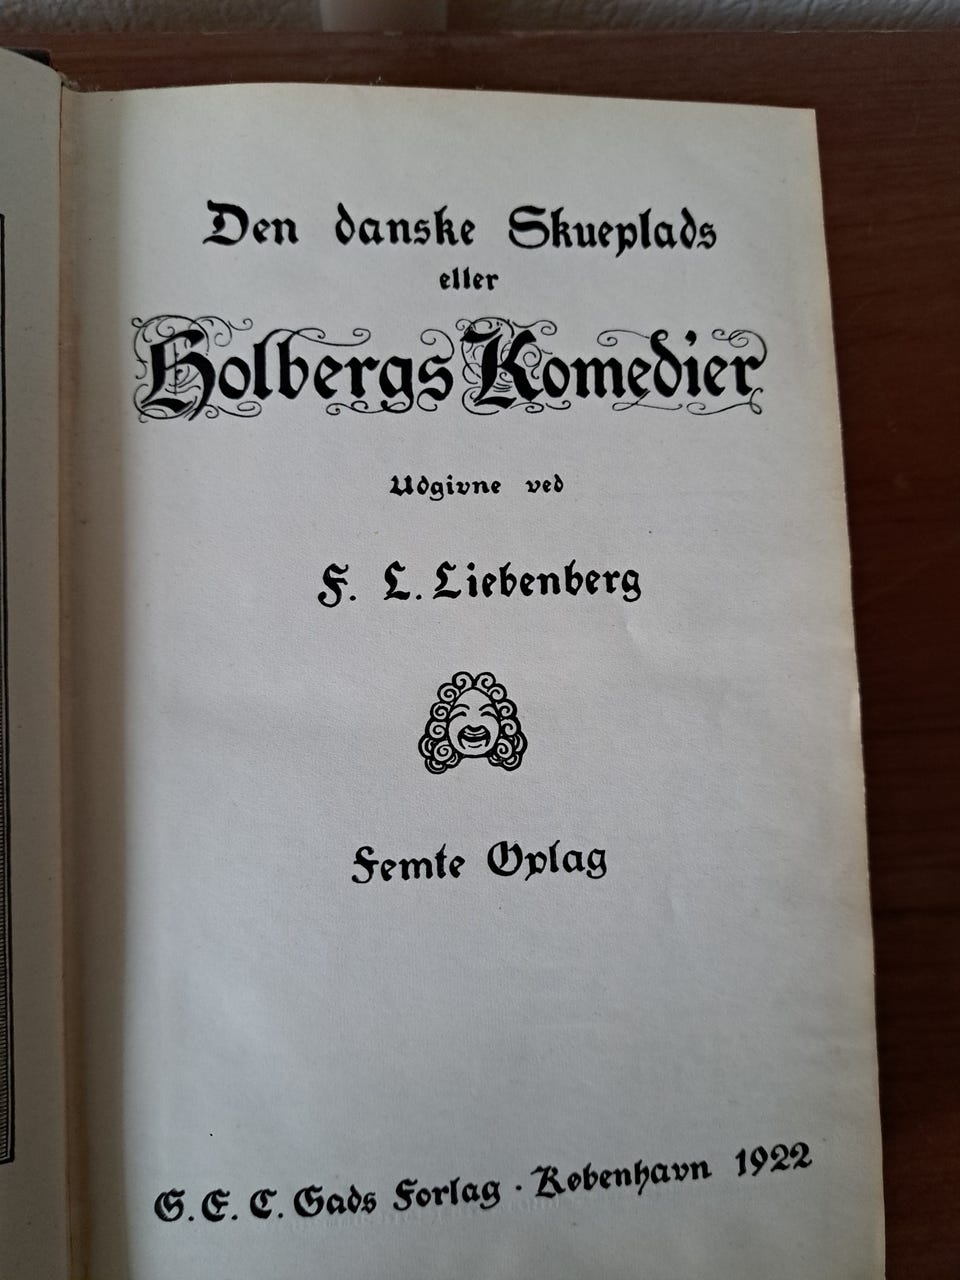 Den danske Skueplads
eller
Holbergs Komedier
Udgivne ved
F. L. Liebenberg
Femte Oplag
G. E. C. Gads Forlag · København 1922